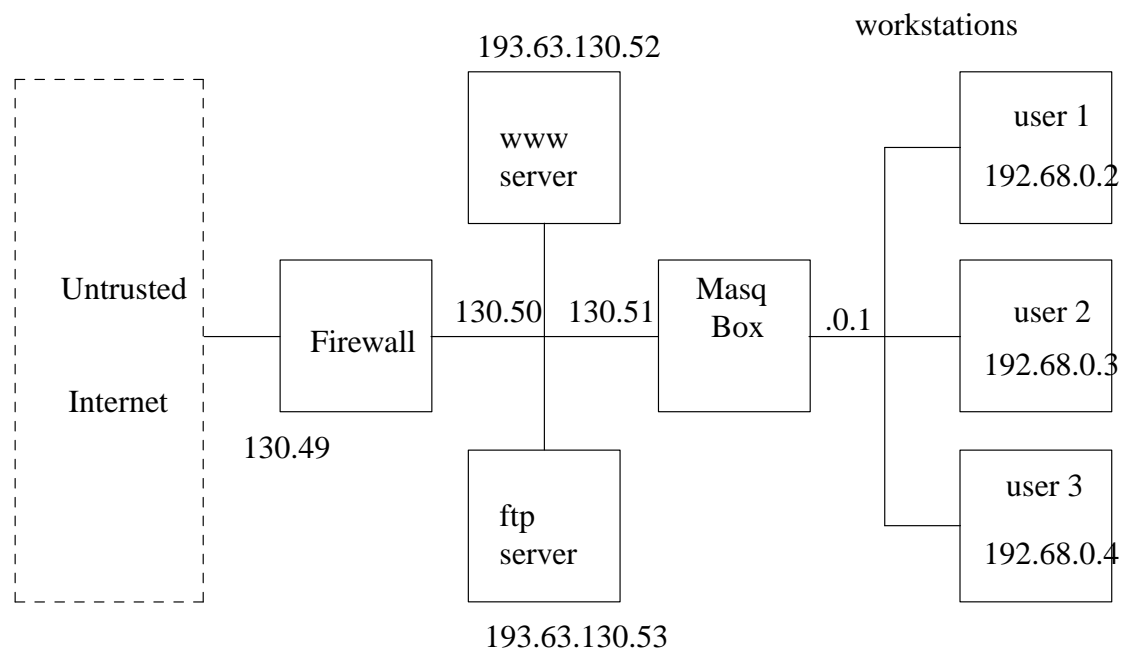 workstations
193.63.130.52
www
server
user 1
192.68.0.2
Untrusted
Internet
Firewall
130.49
130.50
130.51
Masq
Box
.0.1
user 2
192.68.0.3
ftp
server
193.63.130.53
user 3
192.68.0.4